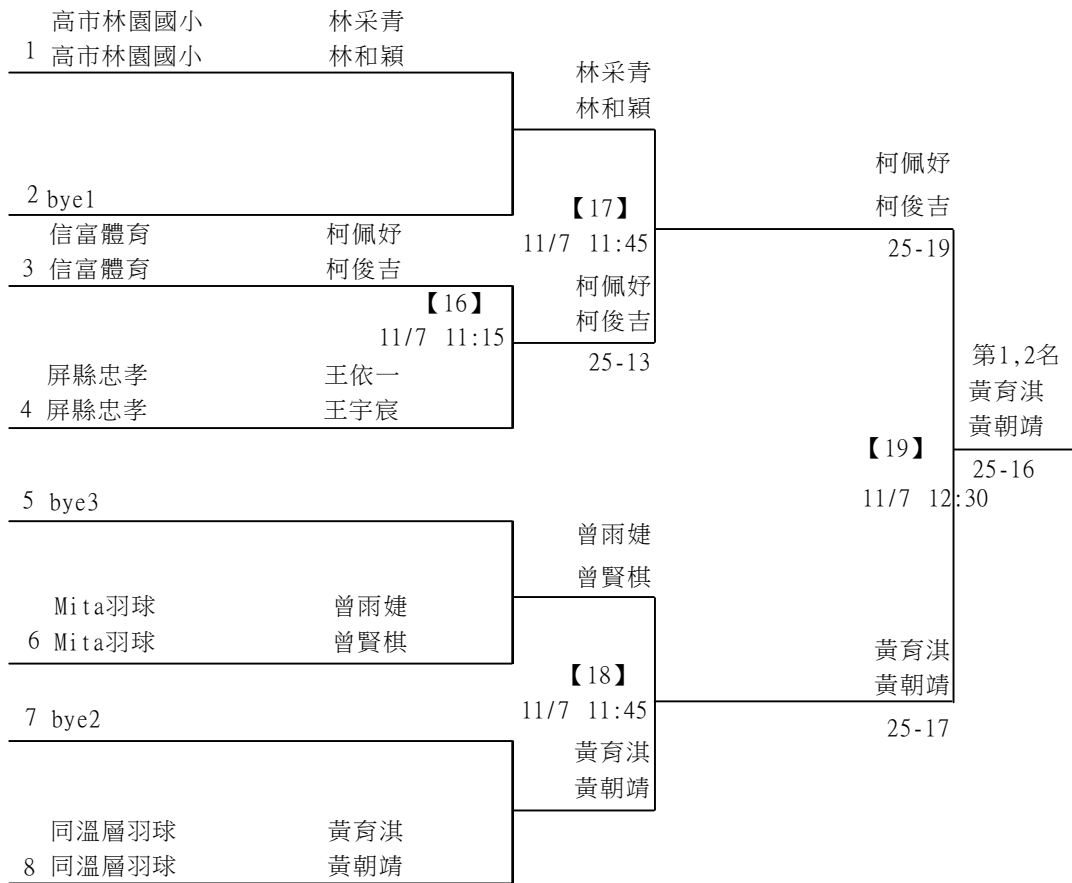 高市林園國小 林采青
1 高市林園國小 林和穎
林采青
林和穎
2 bye1
信富體育 柯佩妤
3 信富體育 柯俊吉
【17】
11/7 11:45
柯佩妤
柯俊吉
25-19
【16】
11/7 11:15
柯佩妤
柯俊吉
25-13
屏縣忠孝 王依一
4 屏縣忠孝 王宇宸
第1,2名
黃育淇
黃朝靖
25-16
【19】
11/7 12:30
5 bye3
曾雨婕
曾賢棋
Mita羽球 曾雨婕
6 Mita羽球 曾賢棋
【18】
11/7 11:45
黃育淇
黃朝靖
25-17
7 bye2
黃育淇
黃朝靖
同溫層羽球 黃育淇
8 同溫層羽球 黃朝靖